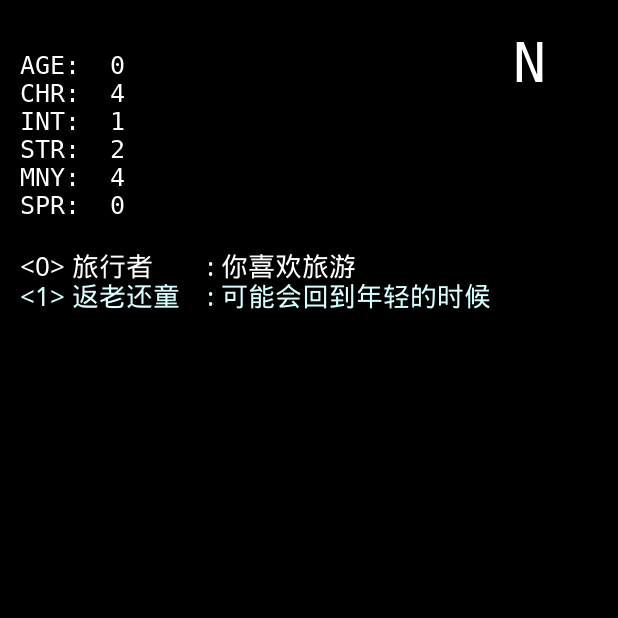 N
AGE: 0
CHR: 4
INT: 1
STR: 2
MNY: 4
SPR: 0
<0> 旅行者 : 你喜欢旅游
<1> 返老还童 : 可能会回到年轻的时候